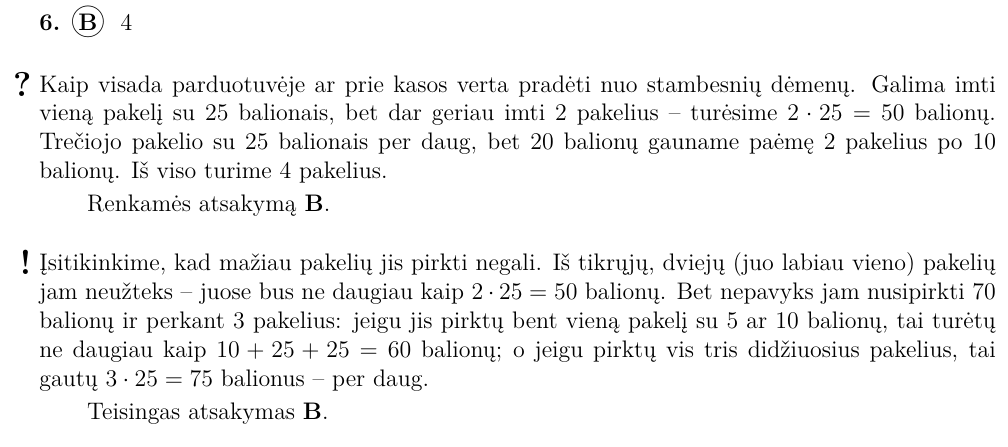 6. B 4
? Kaip visada parduotuvėje ar prie kasos verta pradėti nuo stambesnių dėmenų. Galima imti
vieną pakelį su 25 balionais, bet dar geriau imti 2 pakelius – turėsime 2 · 25 = 50 balionų.
Trečiojo pakelio su 25 balionais per daug, bet 20 balionų gauname paėmę 2 pakelius po 10
balionų. Iš viso turime 4 pakelius.
Renkamės atsakymą B.
! Įsitikinkime, kad mažiau pakelių jis pirkti negali. Iš tikrųjų, dviejų (juo labiau vieno) pakelių
jam neužteks – juose bus ne daugiau kaip 2 · 25 = 50 balionų. Bet nepavyks jam nusipirkti 70
balionų ir perkant 3 pakelius: jeigu jis pirktų bent vieną pakelį su 5 ar 10 balionų, tai turėtų
ne daugiau kaip 10 + 25 + 25 = 60 balionų; o jeigu pirktų vis tris didžiuosius pakelius, tai
gautų 3 · 25 = 75 balionus – per daug.
Teisingas atsakymas B.